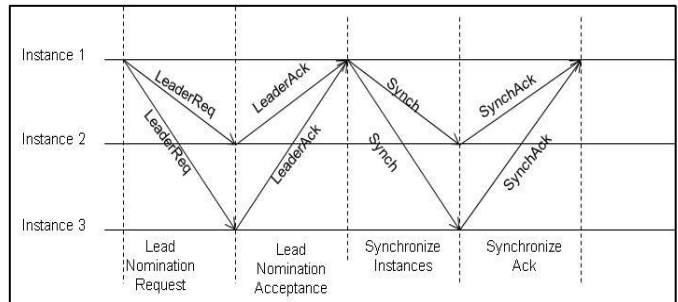 Instance 1
LeaderReq
LeaderAck
Synch
SynchAck
Instance 2
LeaderReq
LeaderAck
Synch
SynchAck
Instance 3
Lead
Nomination
Request
Lead
Nomination
Acceptance
Synchronize
Instances
Synchronize
Ack